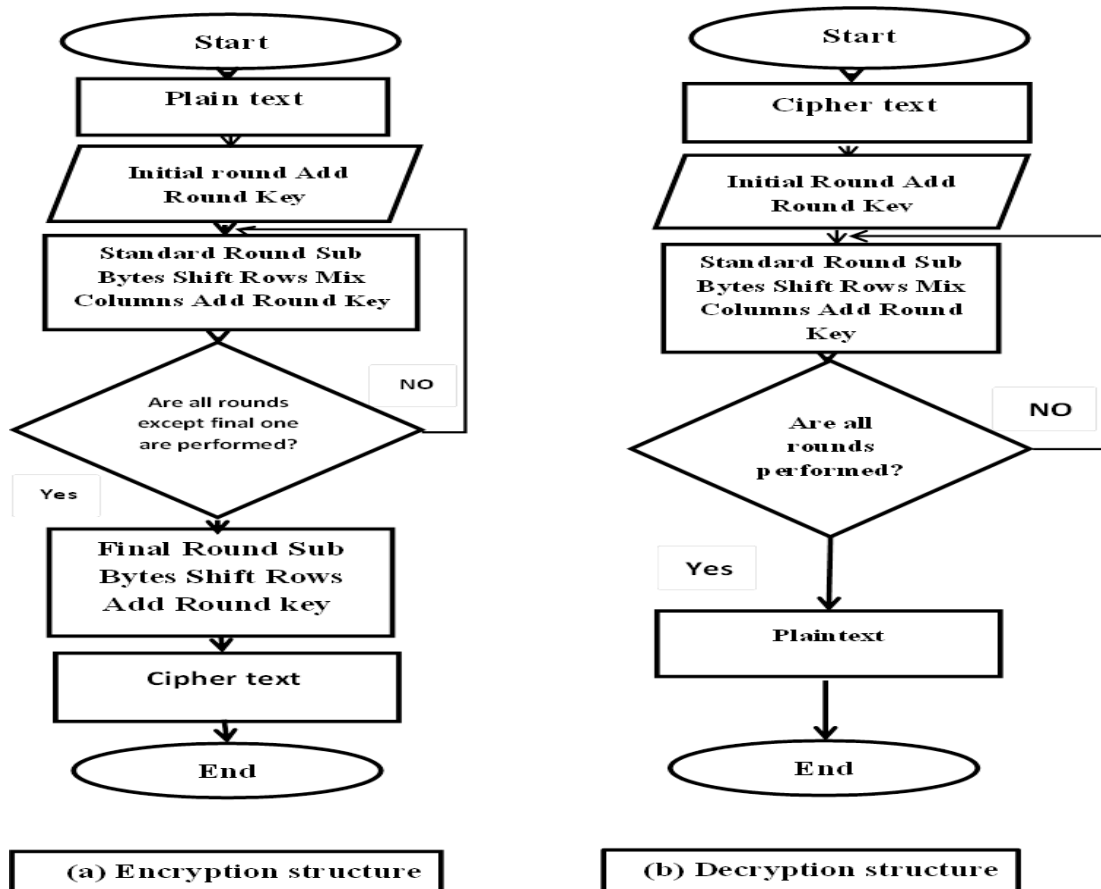 Start
Plain text
Initial round Add
Round Key
Standard Round Sub
Bytes Shift Rows Mix
Columns Add Round Key
Are all rounds
except final one
are performed?
NO
Yes
Final Round Sub
Bytes Shift Rows
Add Round key
Cipher text
End
(a) Encryption structure
Start
Cipher text
Initial Round Add
Round Key
Standard Round Sub
Bytes Shift Rows Mix
Columns Add Round
Key
Are all
rounds
performed?
NO
Yes
Plaintext
End
(b) Decryption structure